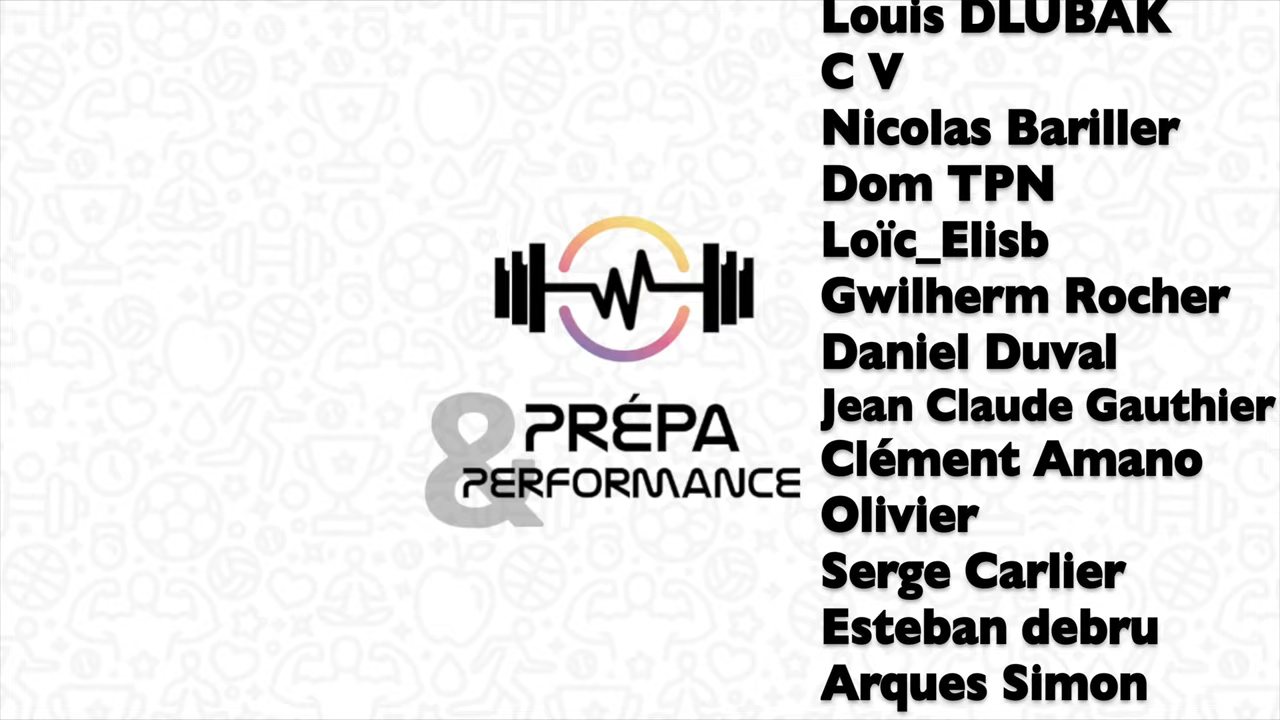 Louis DLUBAK
C V
Nicolas Bariller
Dom TPN
Loïc_Elisb
Gwilherm Rocher
Daniel Duval
Jean Claude Gauthier
Clément Amano
Olivier
Serge Carlier
Esteban debru
Arques Simon
& PRÉPA
PERFORMANCE